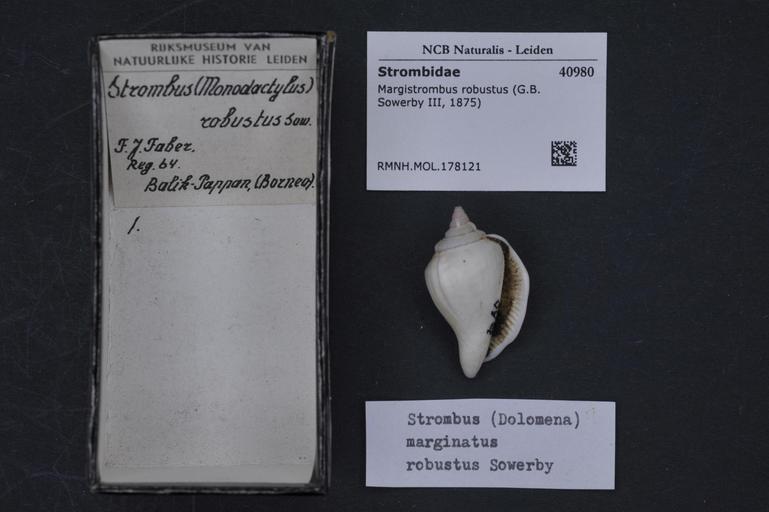 RIJKSMUSEUM VAN
NATUURLIJKE HISTORIE LEIDEN
Strombus (Monodactylus)
robustus Sow.
F. J. Faber.
Reg. 64.
Balik-Pappan, (Borneo).
1.
NCB Naturalis - Leiden
Strombidae 40980
Margistrombus robustus (G.B.
Sowerby III, 1875)
RMNH.MOL.178121
Strombus (Dolomena)
marginatus
robustus Sowerby